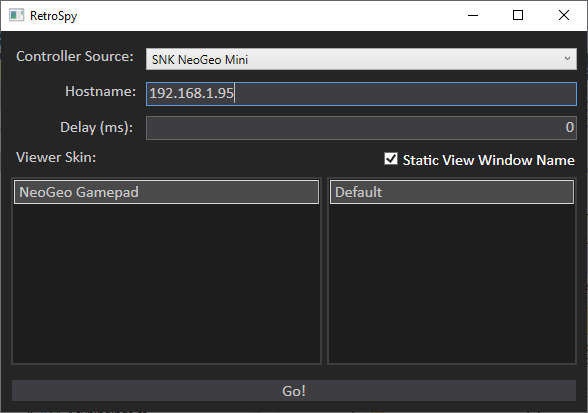 RetroSpy
Controller Source: SNK NeoGeo Mini
Hostname: 192.168.1.95
Delay (ms): 0
Viewer Skin: Static View Window Name
NeoGeo Gamepad Default
Go!